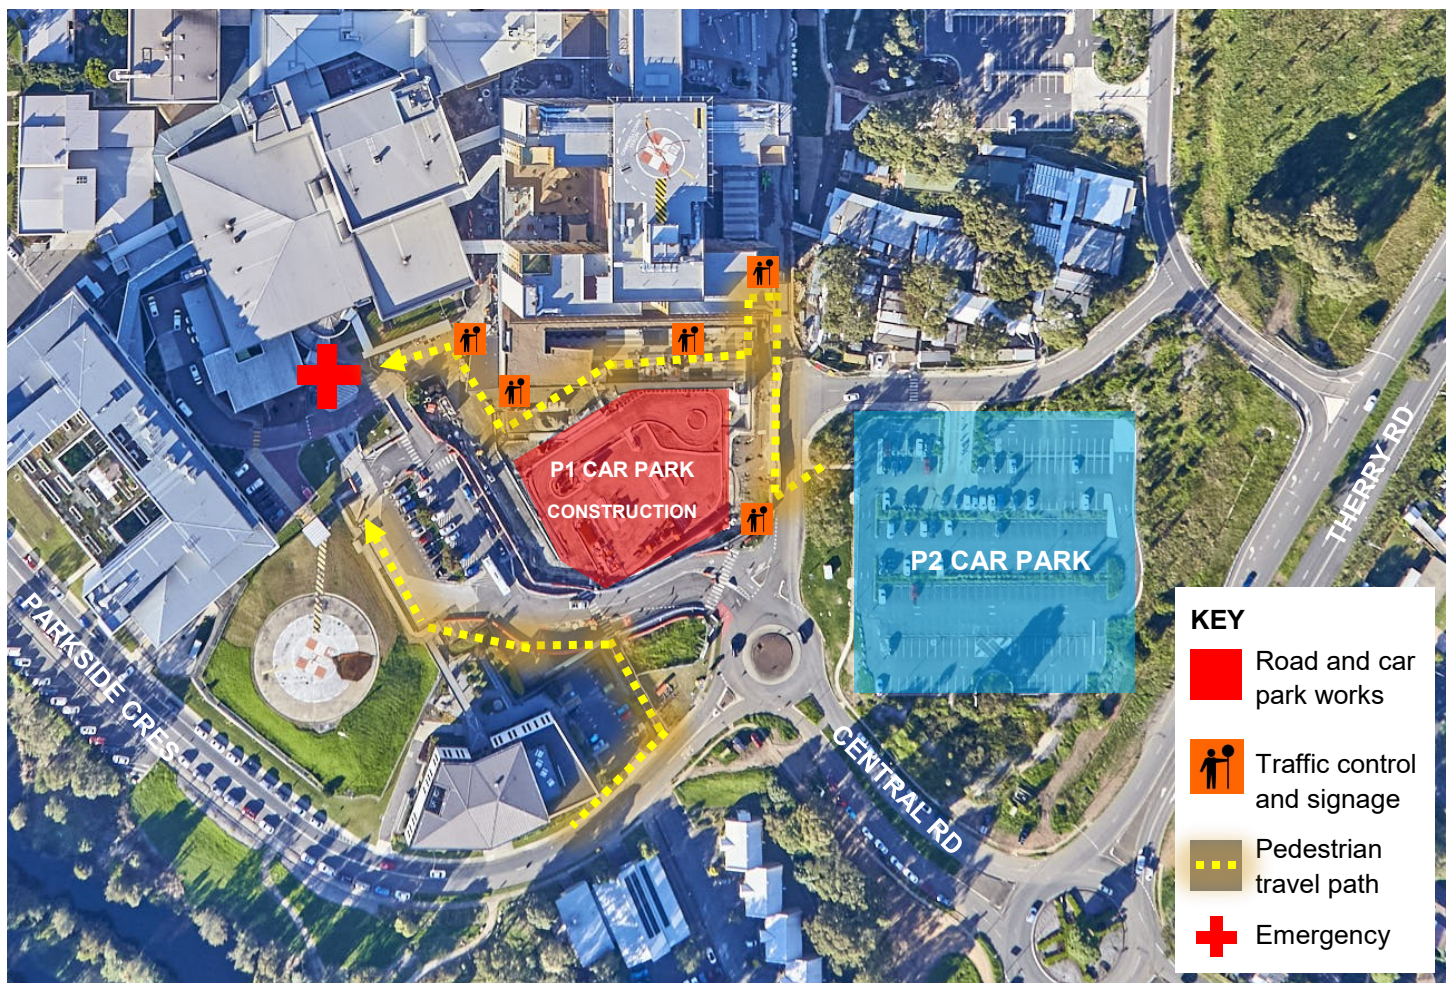 P1 CAR PARK
CONSTRUCTION
P2 CAR PARK
THERRY RD
PARKSIDE CRES
CENTRAL RD
KEY
Road and car
park works
Traffic control
and signage
Pedestrian
travel path
Emergency